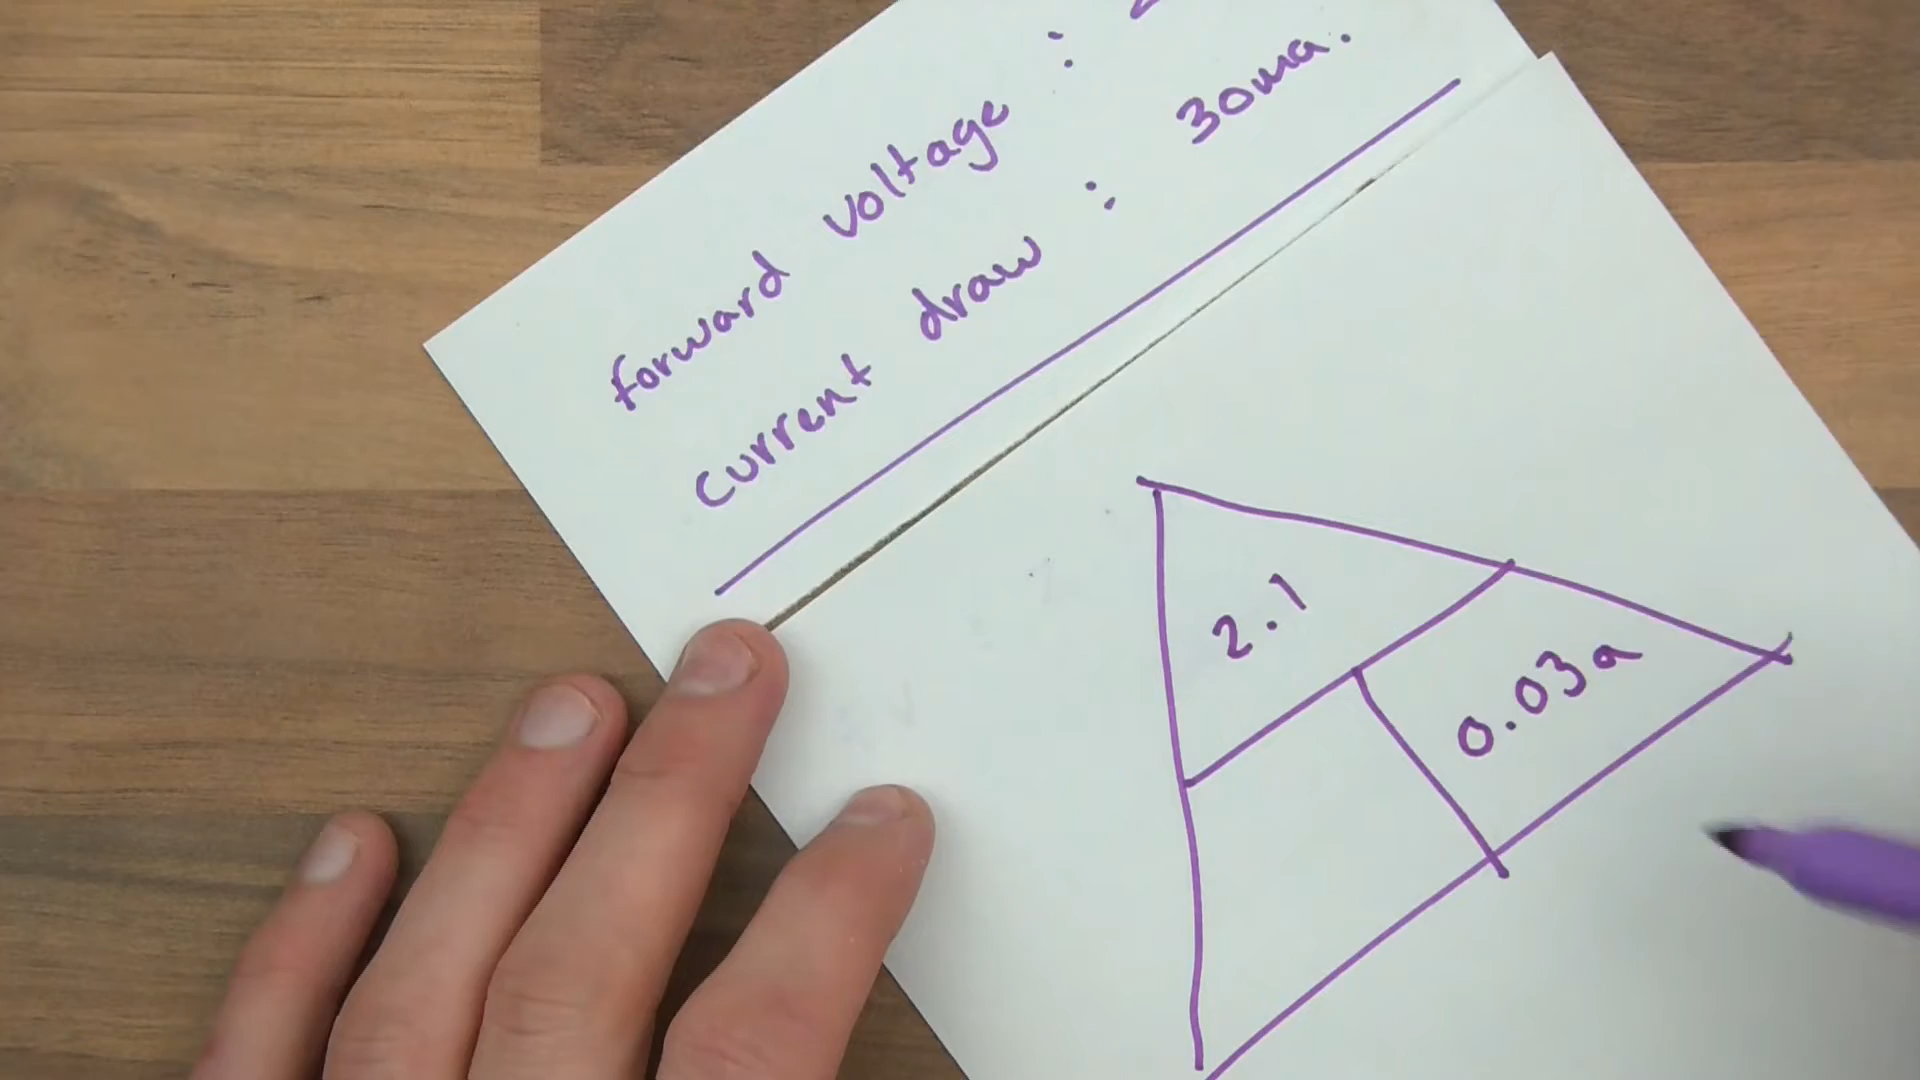 forward voltage :
current draw : 30ma.
2.1
0.03a